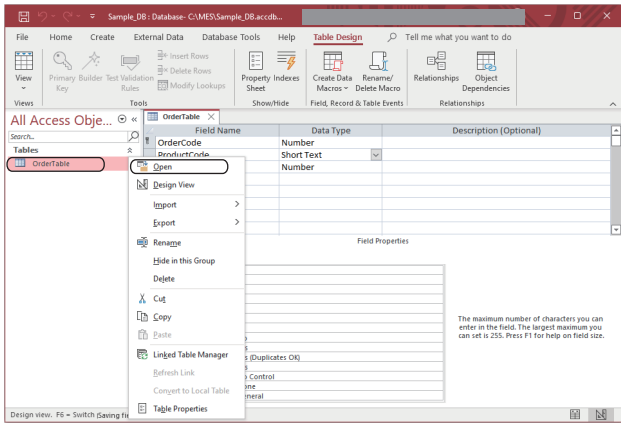 Sample_DB : Database- C:\MES\Sample_DB.accdb...
File Home Create External Data Database Tools Help Table Design Tell me what you want to do
View
Primary Key
Builder
Test Validation Rules
Insert Rows
Delete Rows
Modify Lookups
Property Sheet
Indexes
Create Data Macros
Rename/ Delete Macro
Relationships
Object Dependencies
Views Tools Show/Hide Field, Record & Table Events Relationships
All Access Obje...
Search..
Tables
OrderTable
OrderTable
Field Name Data Type Description (Optional)
OrderCode Number
ProductCode Short Text
Number
Field Properties
Open
Design View
Import
Export
Rename
Hide in this Group
Delete
Cut
Copy
Paste
Linked Table Manager
Refresh Link
Convert to Local Table
Table Properties
(Duplicates OK)
Control
The maximum number of characters you can
enter in the field. The largest maximum you
can set is 255. Press F1 for help on field size.
Design view. F6 = Switch (Saving